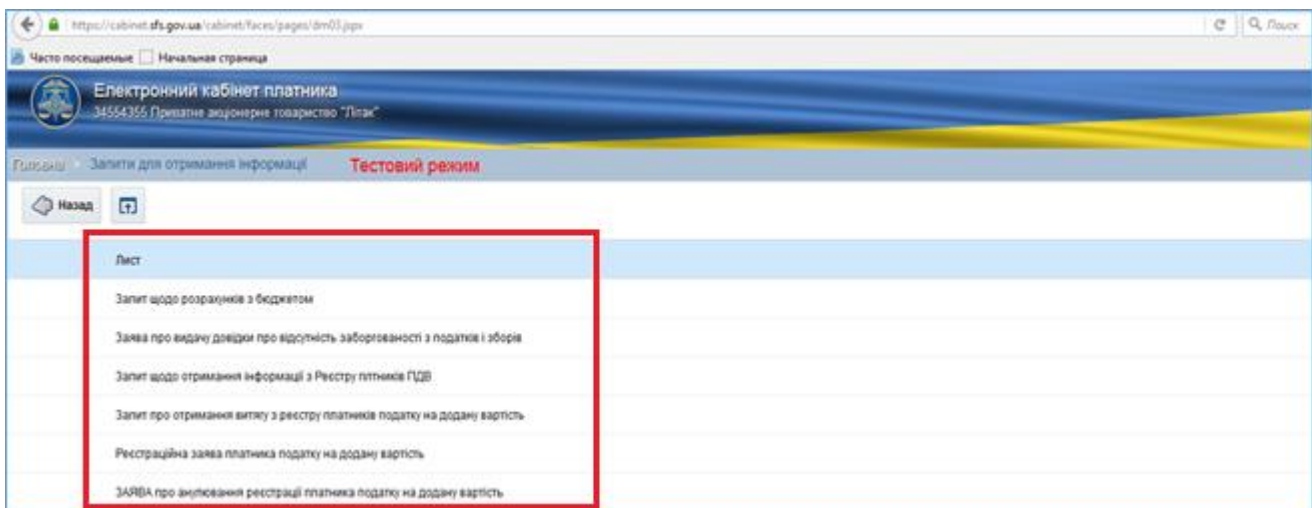 https://cabinet.sfs.gov.ua/cabinet/faces/pages/dm03.jspx
Поиск
Часто посещаемые Начальная страница
Електронний кабінет платника
34554355 Приватне акціонерне товариство "Літак"
Головна Запити для отримання інформації Тестовий режим
Назад
Лист
Запит щодо розрахунків з бюджетом
Заява про видачу довідки про відсутність заборгованості з податків і зборів
Запит щодо отримання інформації з Реєстру плтників ПДВ
Запит про отримання витягу з реєстру платників податку на додану вартість
Реєстраційна заява платника податку на додану вартість
ЗАЯВА про анулювання реєстрації платника податку на додану вартість